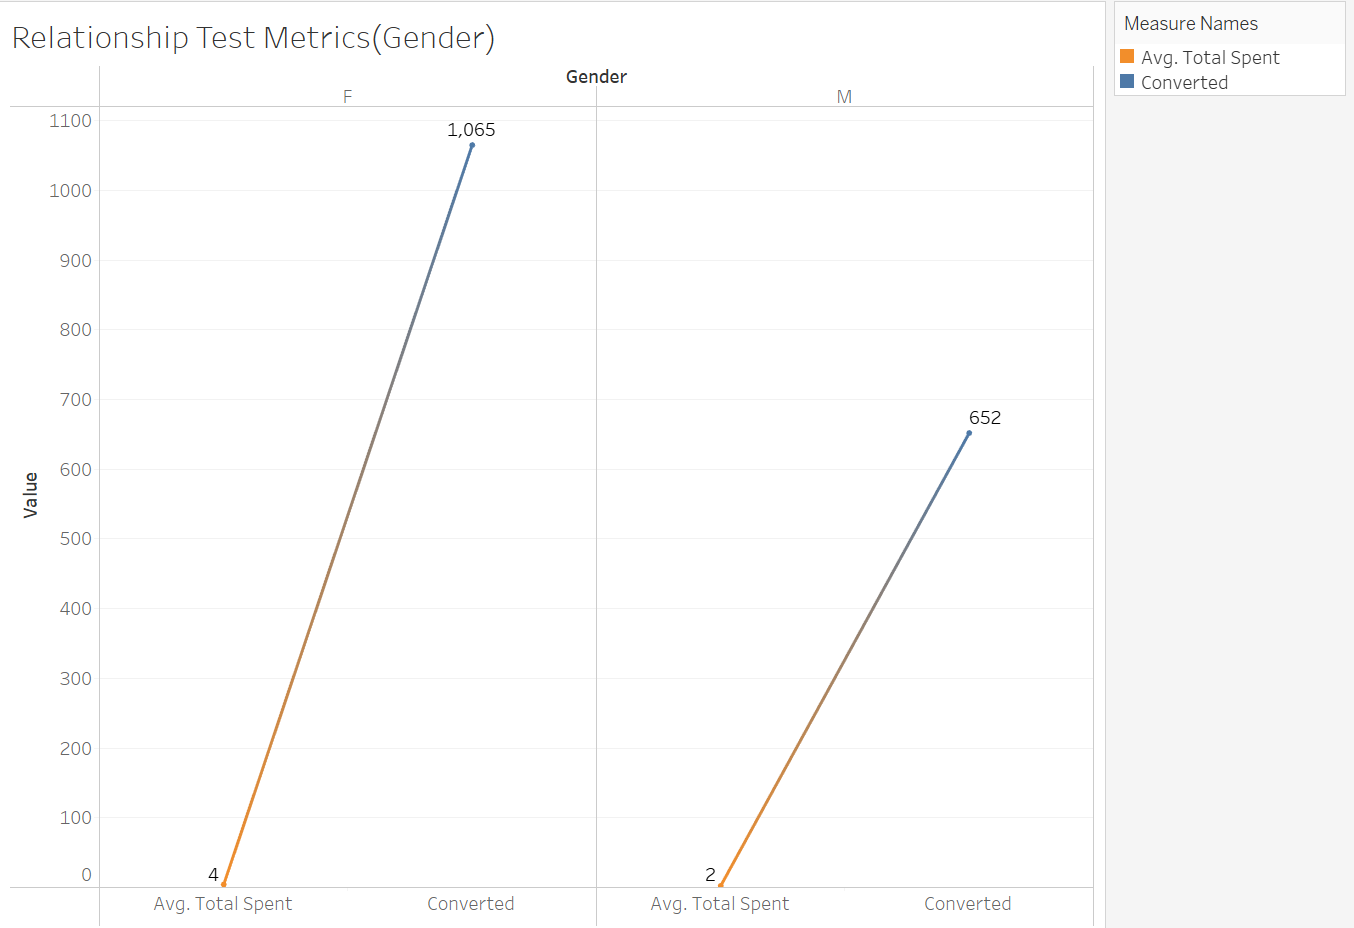 Relationship Test Metrics(Gender)
Gender
F
M
1100
1000
900
800
700
600
500
400
300
200
100
0
Value
1,065
4
652
2
Avg. Total Spent
Converted
Avg. Total Spent
Converted
Measure Names
Avg. Total Spent
Converted